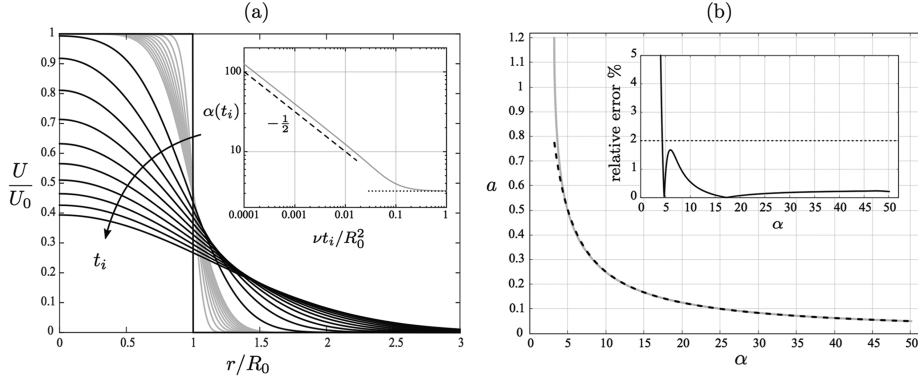 (a)
1
0.9
0.8
0.7
0.6
0.5
0.4
0.3
0.2
0.1
0
U/U₀
0 0.5 1 1.5 2 2.5 3
r/R₀
tᵢ
100
10
α(tᵢ)
−1/2
0.0001 0.001 0.01 0.1 1
νtᵢ/R₀²
(b)
1.2
1.1
1
0.9
0.8
0.7
0.6
0.5
0.4
0.3
0.2
0.1
0
a
0 5 10 15 20 25 30 35 40 45 50
α
5
4
3
2
1
0
relative error %
0 5 10 15 20 25 30 35 40 45 50
α